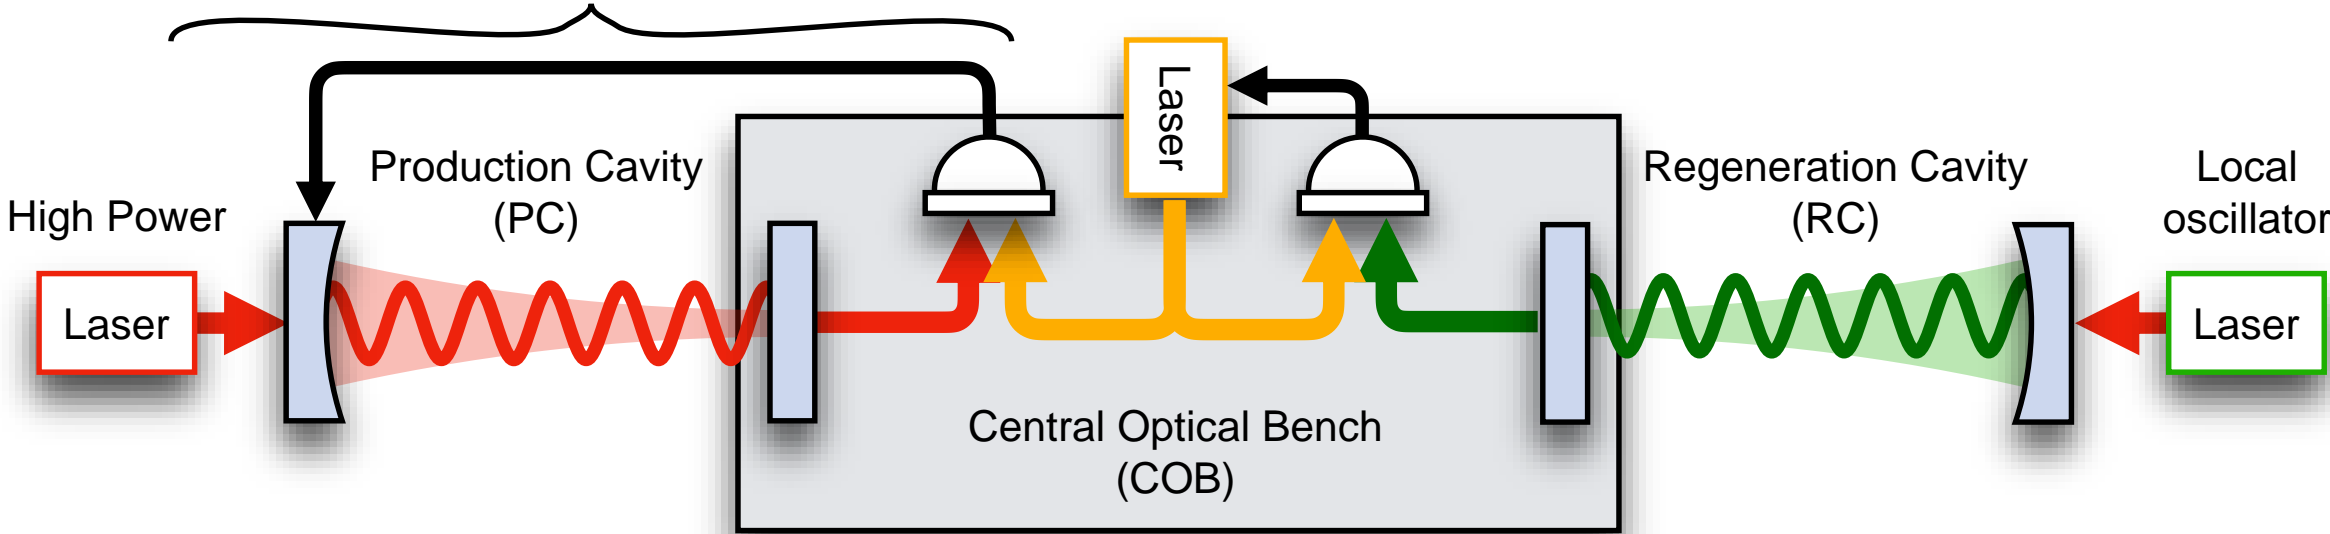 High Power
Laser
Production Cavity
(PC)
Laser
Central Optical Bench
(COB)
Regeneration Cavity
(RC)
Local
oscillator
Laser